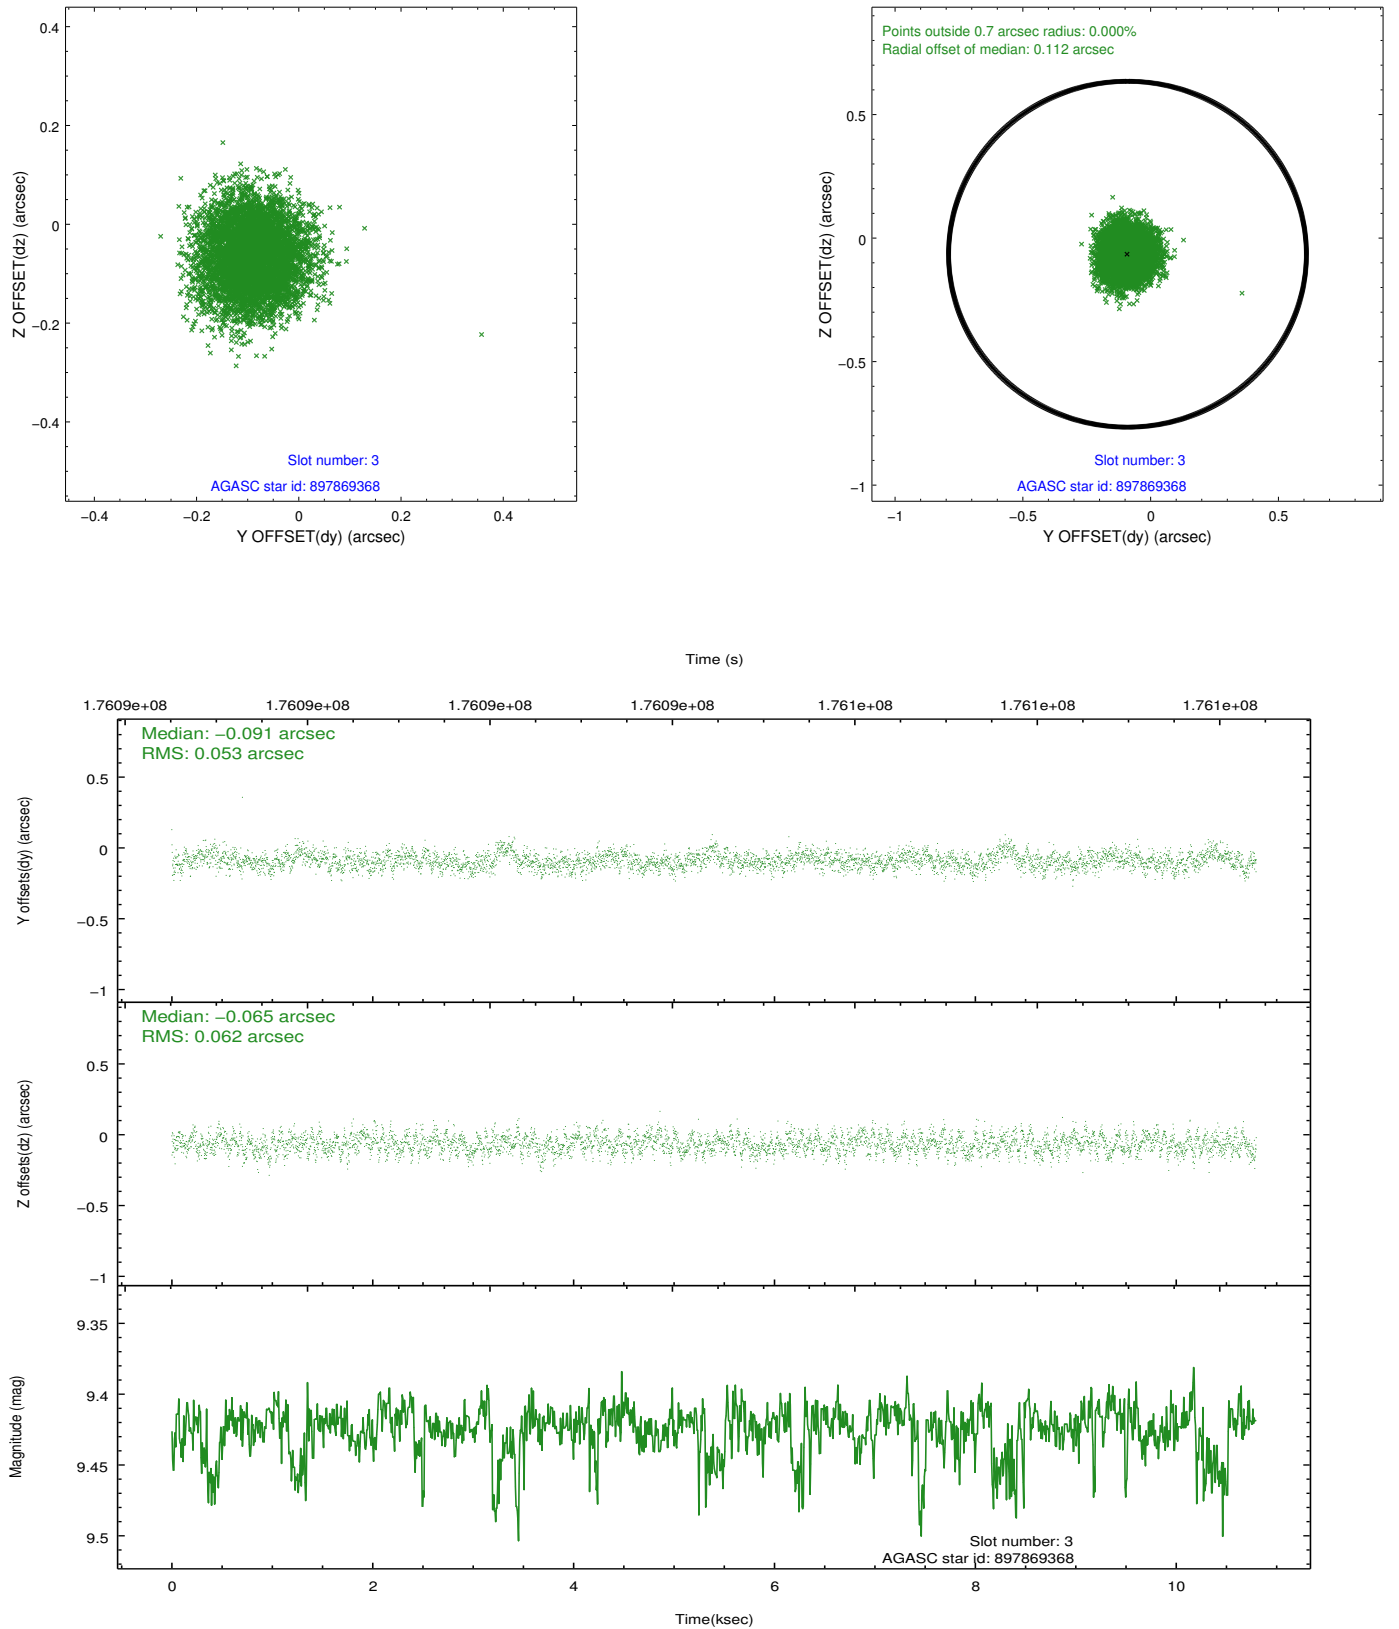 0.4
0.2
0
−0.2
−0.4
Z OFFSET(dz) (arcsec)
Slot number: 3
AGASC star id: 897869368
−0.4 −0.2 0 0.2 0.4
Y OFFSET(dy) (arcsec)
Points outside 0.7 arcsec radius: 0.000%
Radial offset of median: 0.112 arcsec
0.5
0
−0.5
−1
Z OFFSET(dz) (arcsec)
Slot number: 3
AGASC star id: 897869368
−1 −0.5 0 0.5
Y OFFSET(dy) (arcsec)
Time (s)
1.7609e+08 1.7609e+08 1.7609e+08 1.7609e+08 1.761e+08 1.761e+08 1.761e+08
Median: −0.091 arcsec
RMS: 0.053 arcsec
0.5
0
−0.5
−1
Y offsets(dy) (arcsec)
Median: −0.065 arcsec
RMS: 0.062 arcsec
0.5
0
−0.5
−1
Z offsets(dz) (arcsec)
9.35
9.4
9.45
9.5
Magnitude (mag)
Slot number: 3
AGASC star id: 897869368
0 2 4 6 8 10
Time(ksec)